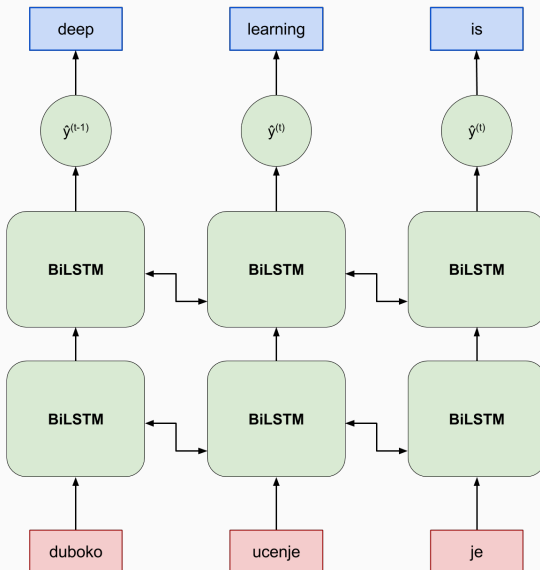 deep learning is
ŷ(t-1) ŷ(t) ŷ(t)
BiLSTM BiLSTM BiLSTM
BiLSTM BiLSTM BiLSTM
duboko ucenje je